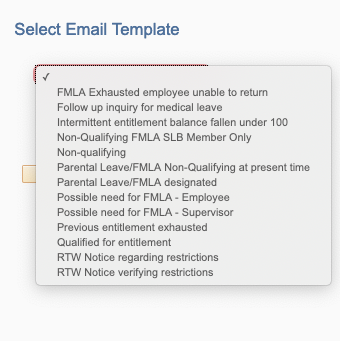 Select Email Template
✓
FMLA Exhausted employee unable to return
Follow up inquiry for medical leave
Intermittent entitlement balance fallen under 100
Non-Qualifying FMLA SLB Member Only
Non-qualifying
Parental Leave/FMLA Non-Qualifying at present time
Parental Leave/FMLA designated
Possible need for FMLA - Employee
Possible need for FMLA - Supervisor
Previous entitlement exhausted
Qualified for entitlement
RTW Notice regarding restrictions
RTW Notice verifying restrictions